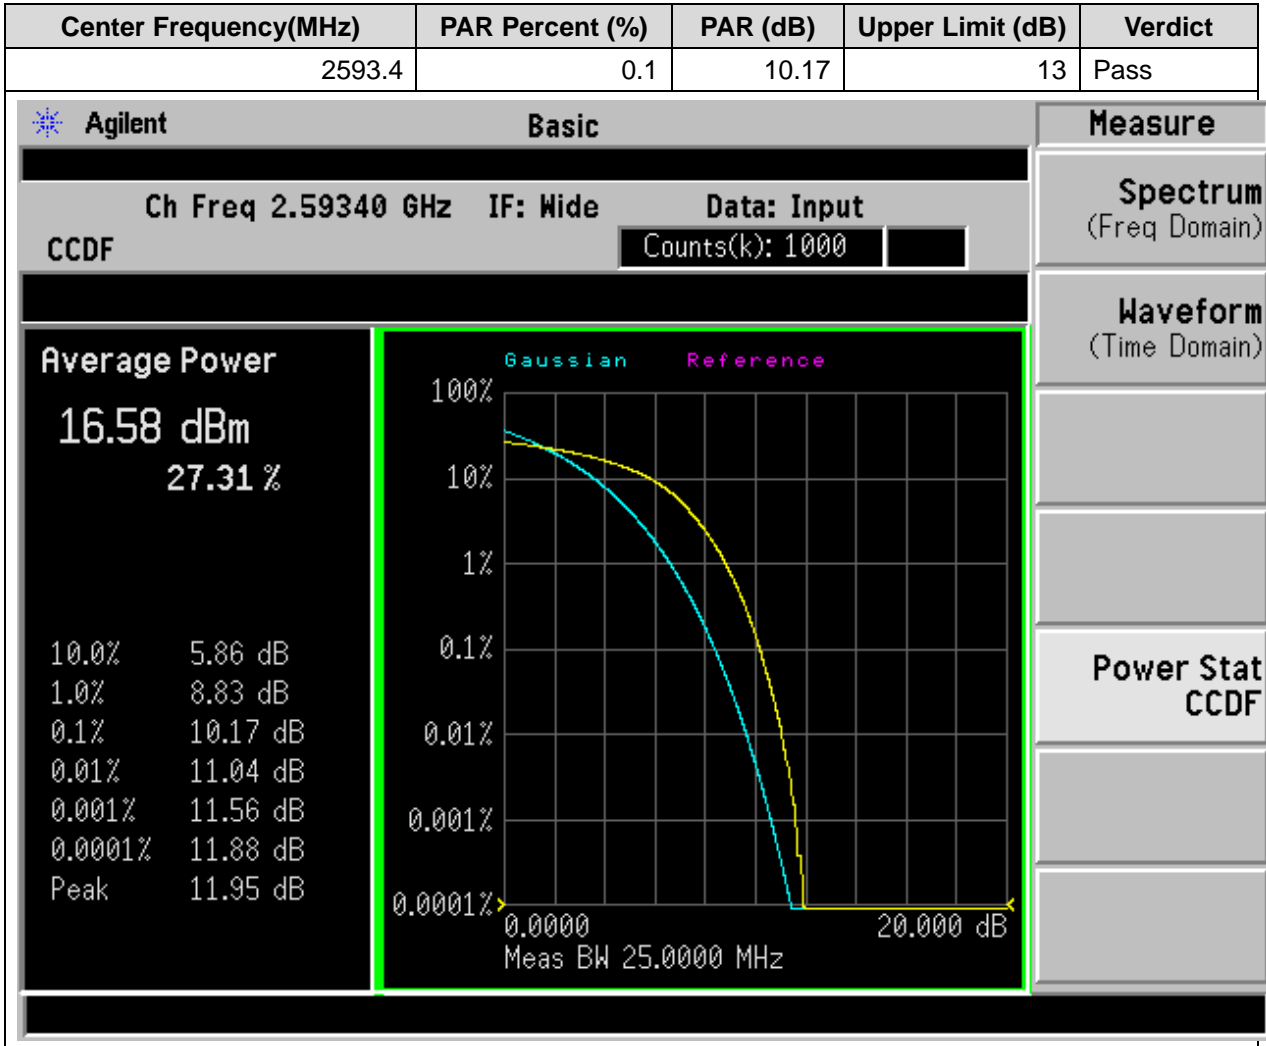 Center Frequency(MHz) PAR Percent (%) PAR (dB) Upper Limit (dB) Verdict
2593.4 0.1 10.17 13 Pass
Agilent Basic Measure
Ch Freq 2.59340 GHz IF: Wide Data: Input
CCDF Counts(k): 1000
Spectrum
(Freq Domain)
Waveform
(Time Domain)
Power Stat
CCDF
Average Power
16.58 dBm
27.31 %
10.0% 5.86 dB
1.0% 8.83 dB
0.1% 10.17 dB
0.01% 11.04 dB
0.001% 11.56 dB
0.0001% 11.88 dB
Peak 11.95 dB
Gaussian Reference
100%
10%
1%
0.1%
0.01%
0.001%
0.0001%
0.0000 20.000 dB
Meas BW 25.0000 MHz